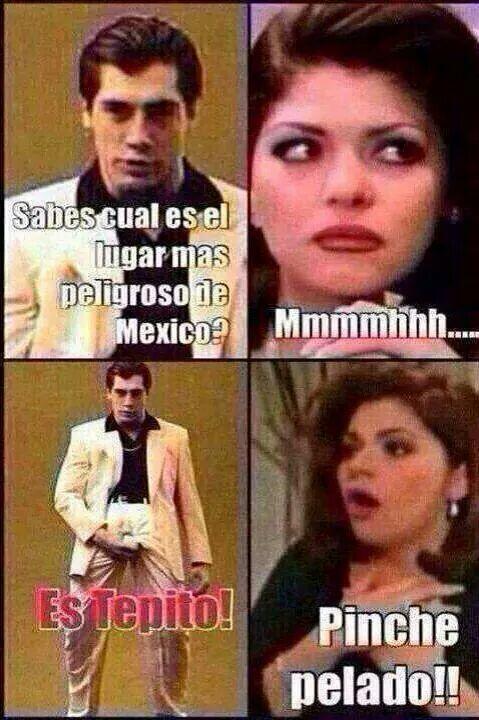 Sabes cual es el
lugar mas
peligroso de
Mexico?
Mmmmhhh....
Es Tepito!
Pinche
pelado!!